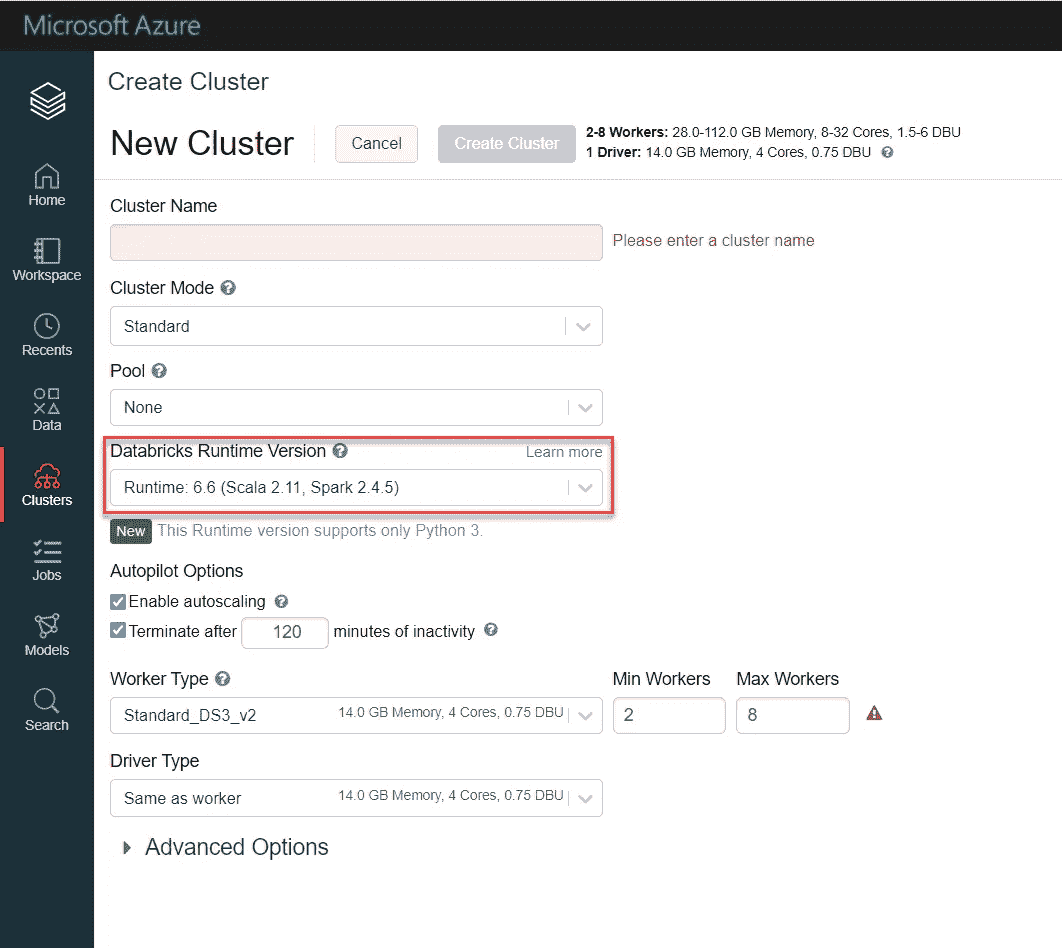 Microsoft Azure
Create Cluster
New Cluster
Cancel
Create Cluster
2-8 Workers: 28.0-112.0 GB Memory, 8-32 Cores, 1.5-6 DBU
1 Driver: 14.0 GB Memory, 4 Cores, 0.75 DBU ?
Home
Workspace
Recents
Data
Clusters
Jobs
Models
Search
Cluster Name
Please enter a cluster name
Cluster Mode ?
Standard
Pool ?
None
Databricks Runtime Version ? Learn more
Runtime: 6.6 (Scala 2.11, Spark 2.4.5)
New This Runtime version supports only Python 3.
Autopilot Options
Enable autoscaling ?
Terminate after 120 minutes of inactivity ?
Worker Type ? Min Workers Max Workers
Standard_DS3_v2 14.0 GB Memory, 4 Cores, 0.75 DBU 2 8
Driver Type
Same as worker 14.0 GB Memory, 4 Cores, 0.75 DBU
Advanced Options